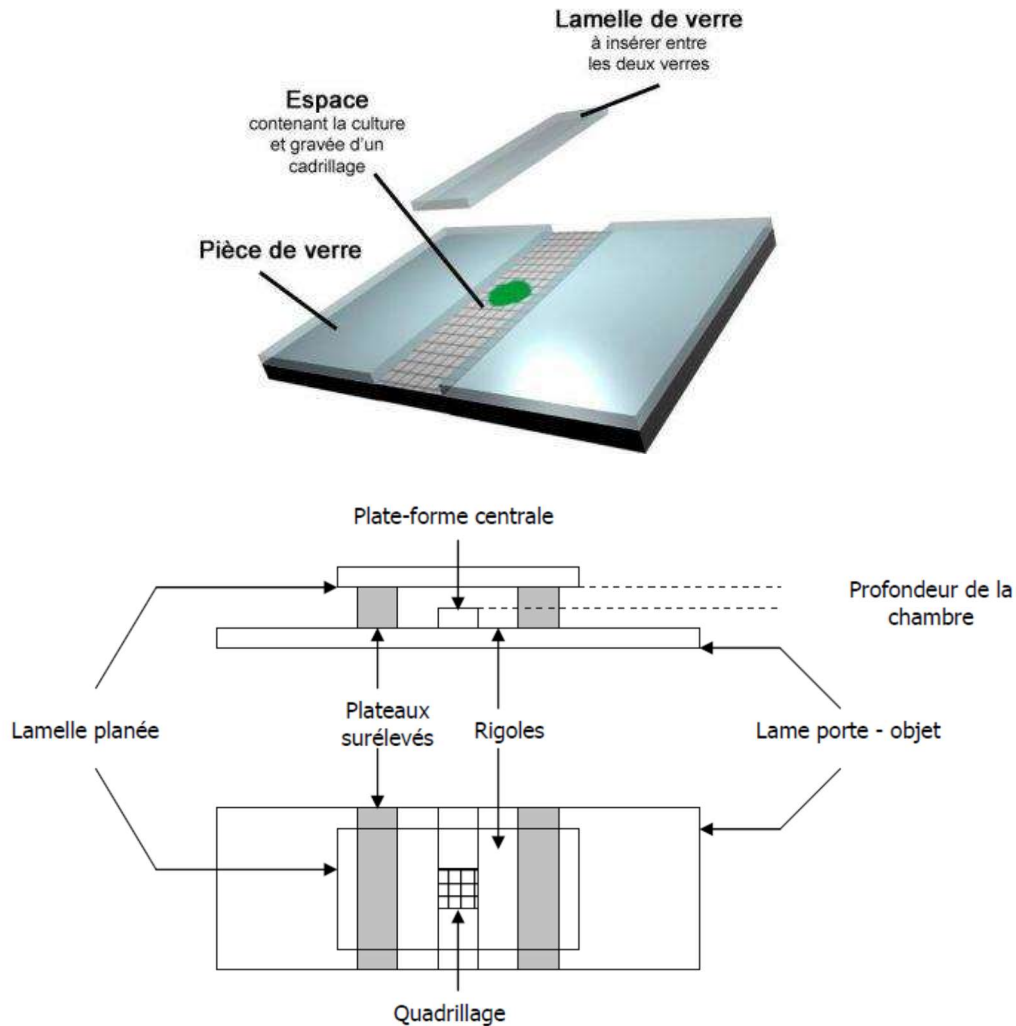 Lamelle de verre
à insérer entre
les deux verres
Espace
contenant la culture
et gravée d'un
cadrillage
Pièce de verre
Plate-forme centrale
Profondeur de la
chambre
Lamelle planée
Plateaux
surélevés
Rigoles
Lame porte - objet
Quadrillage